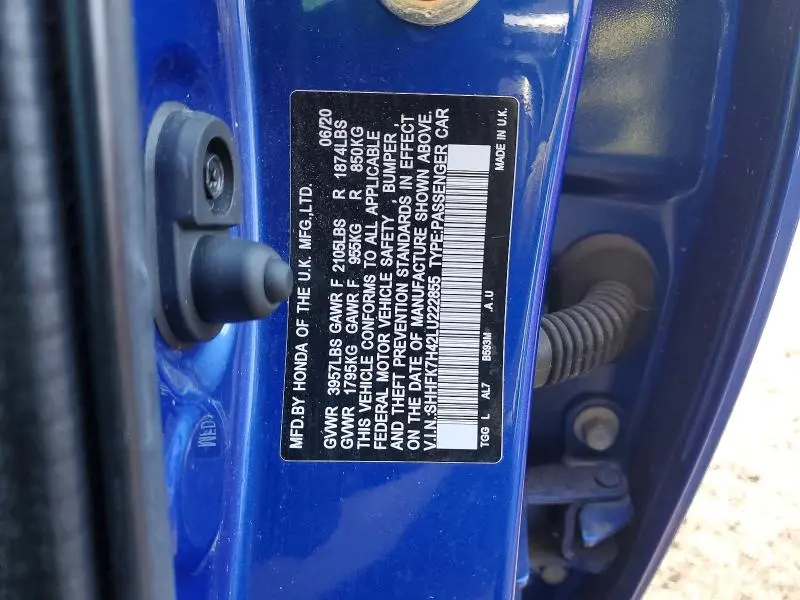 MFD.BY HONDA OF THE U.K. MFG.,LTD. 06/20
GVWR 3957LBS GAWR F 2105LBS R 1874LBS
GVWR 1795KG GAWR F 955KG R 850KG
THIS VEHICLE CONFORMS TO ALL APPLICABLE
FEDERAL MOTOR VEHICLE SAFETY , BUMPER ,
AND THEFT PREVENTION STANDARDS IN EFFECT
ON THE DATE OF MANUFACTURE SHOWN ABOVE.
V.I.N.:SHHFK7H42LU222855 TYPE:PASSENGER CAR
TGG L AL7 B593M .A.U MADE IN U.K.